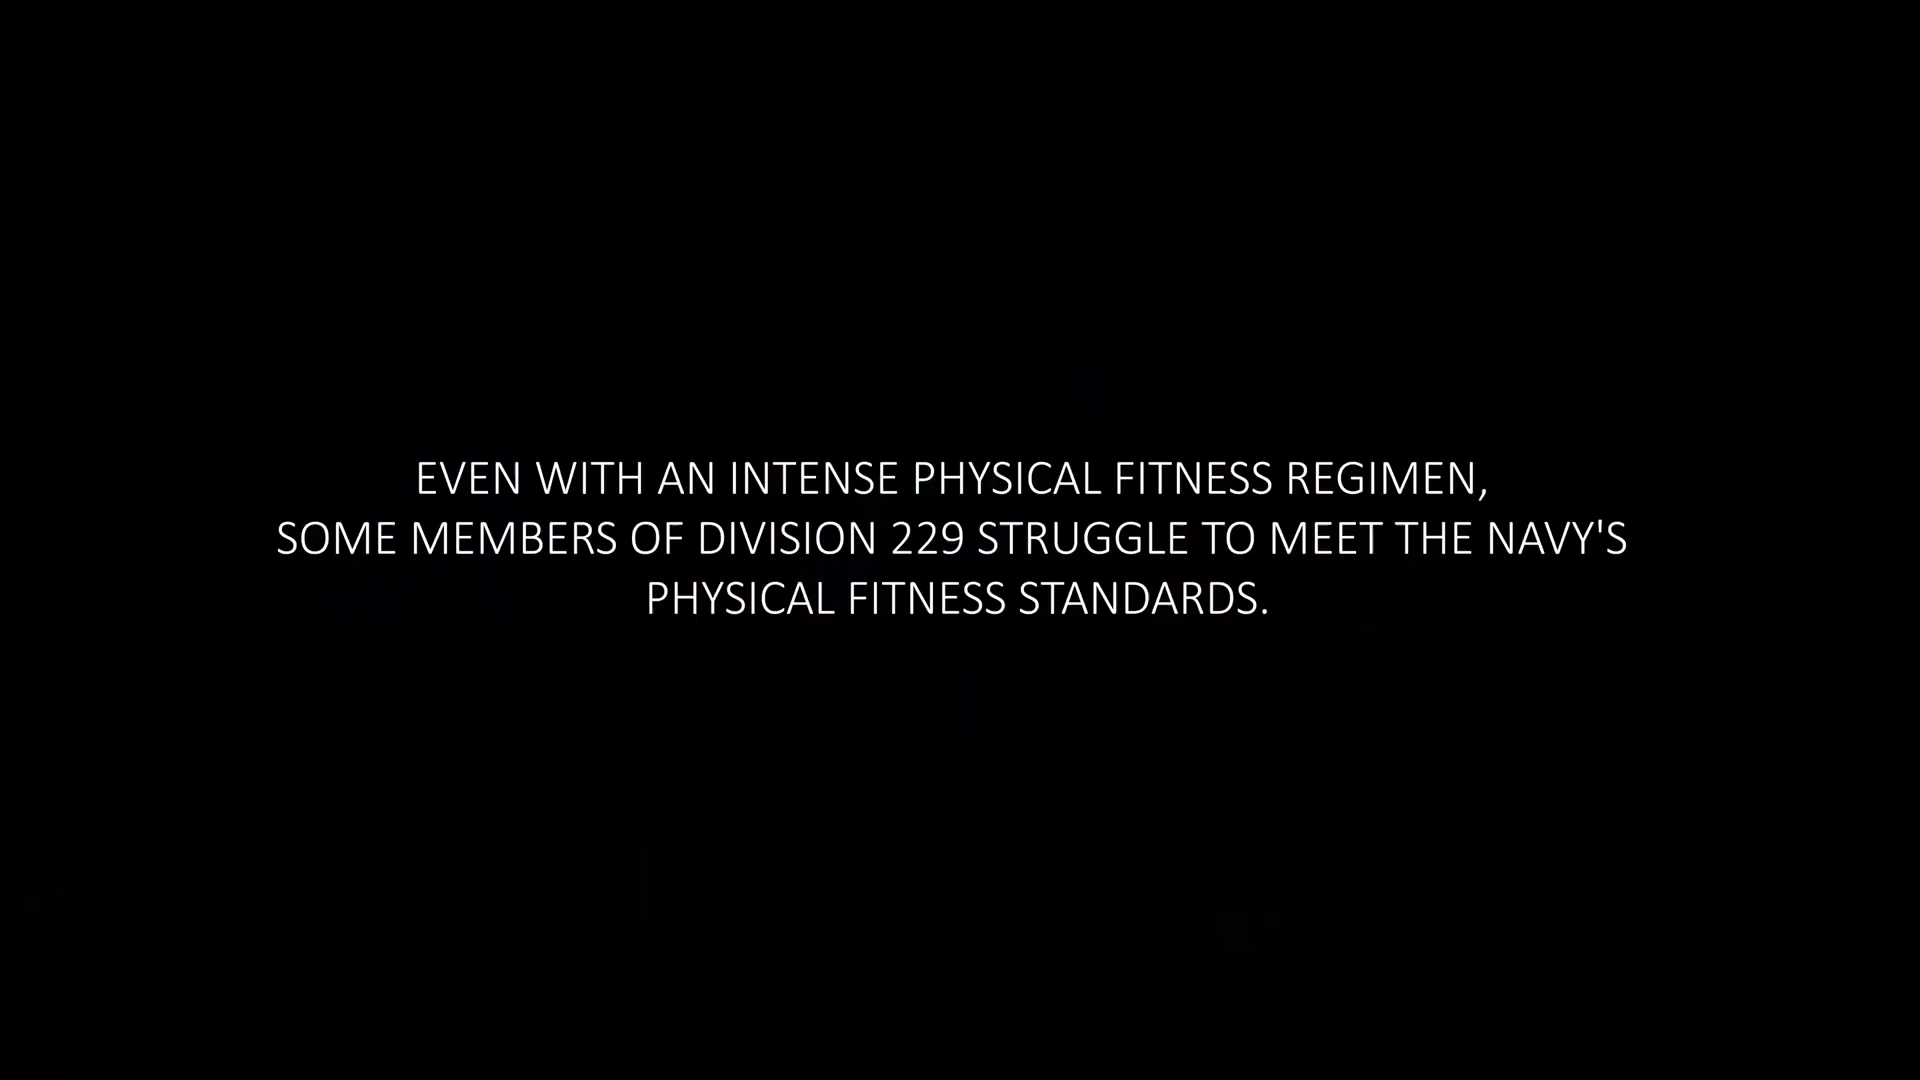 EVEN WITH AN INTENSE PHYSICAL FITNESS REGIMEN,
SOME MEMBERS OF DIVISION 229 STRUGGLE TO MEET THE NAVY'S
PHYSICAL FITNESS STANDARDS.